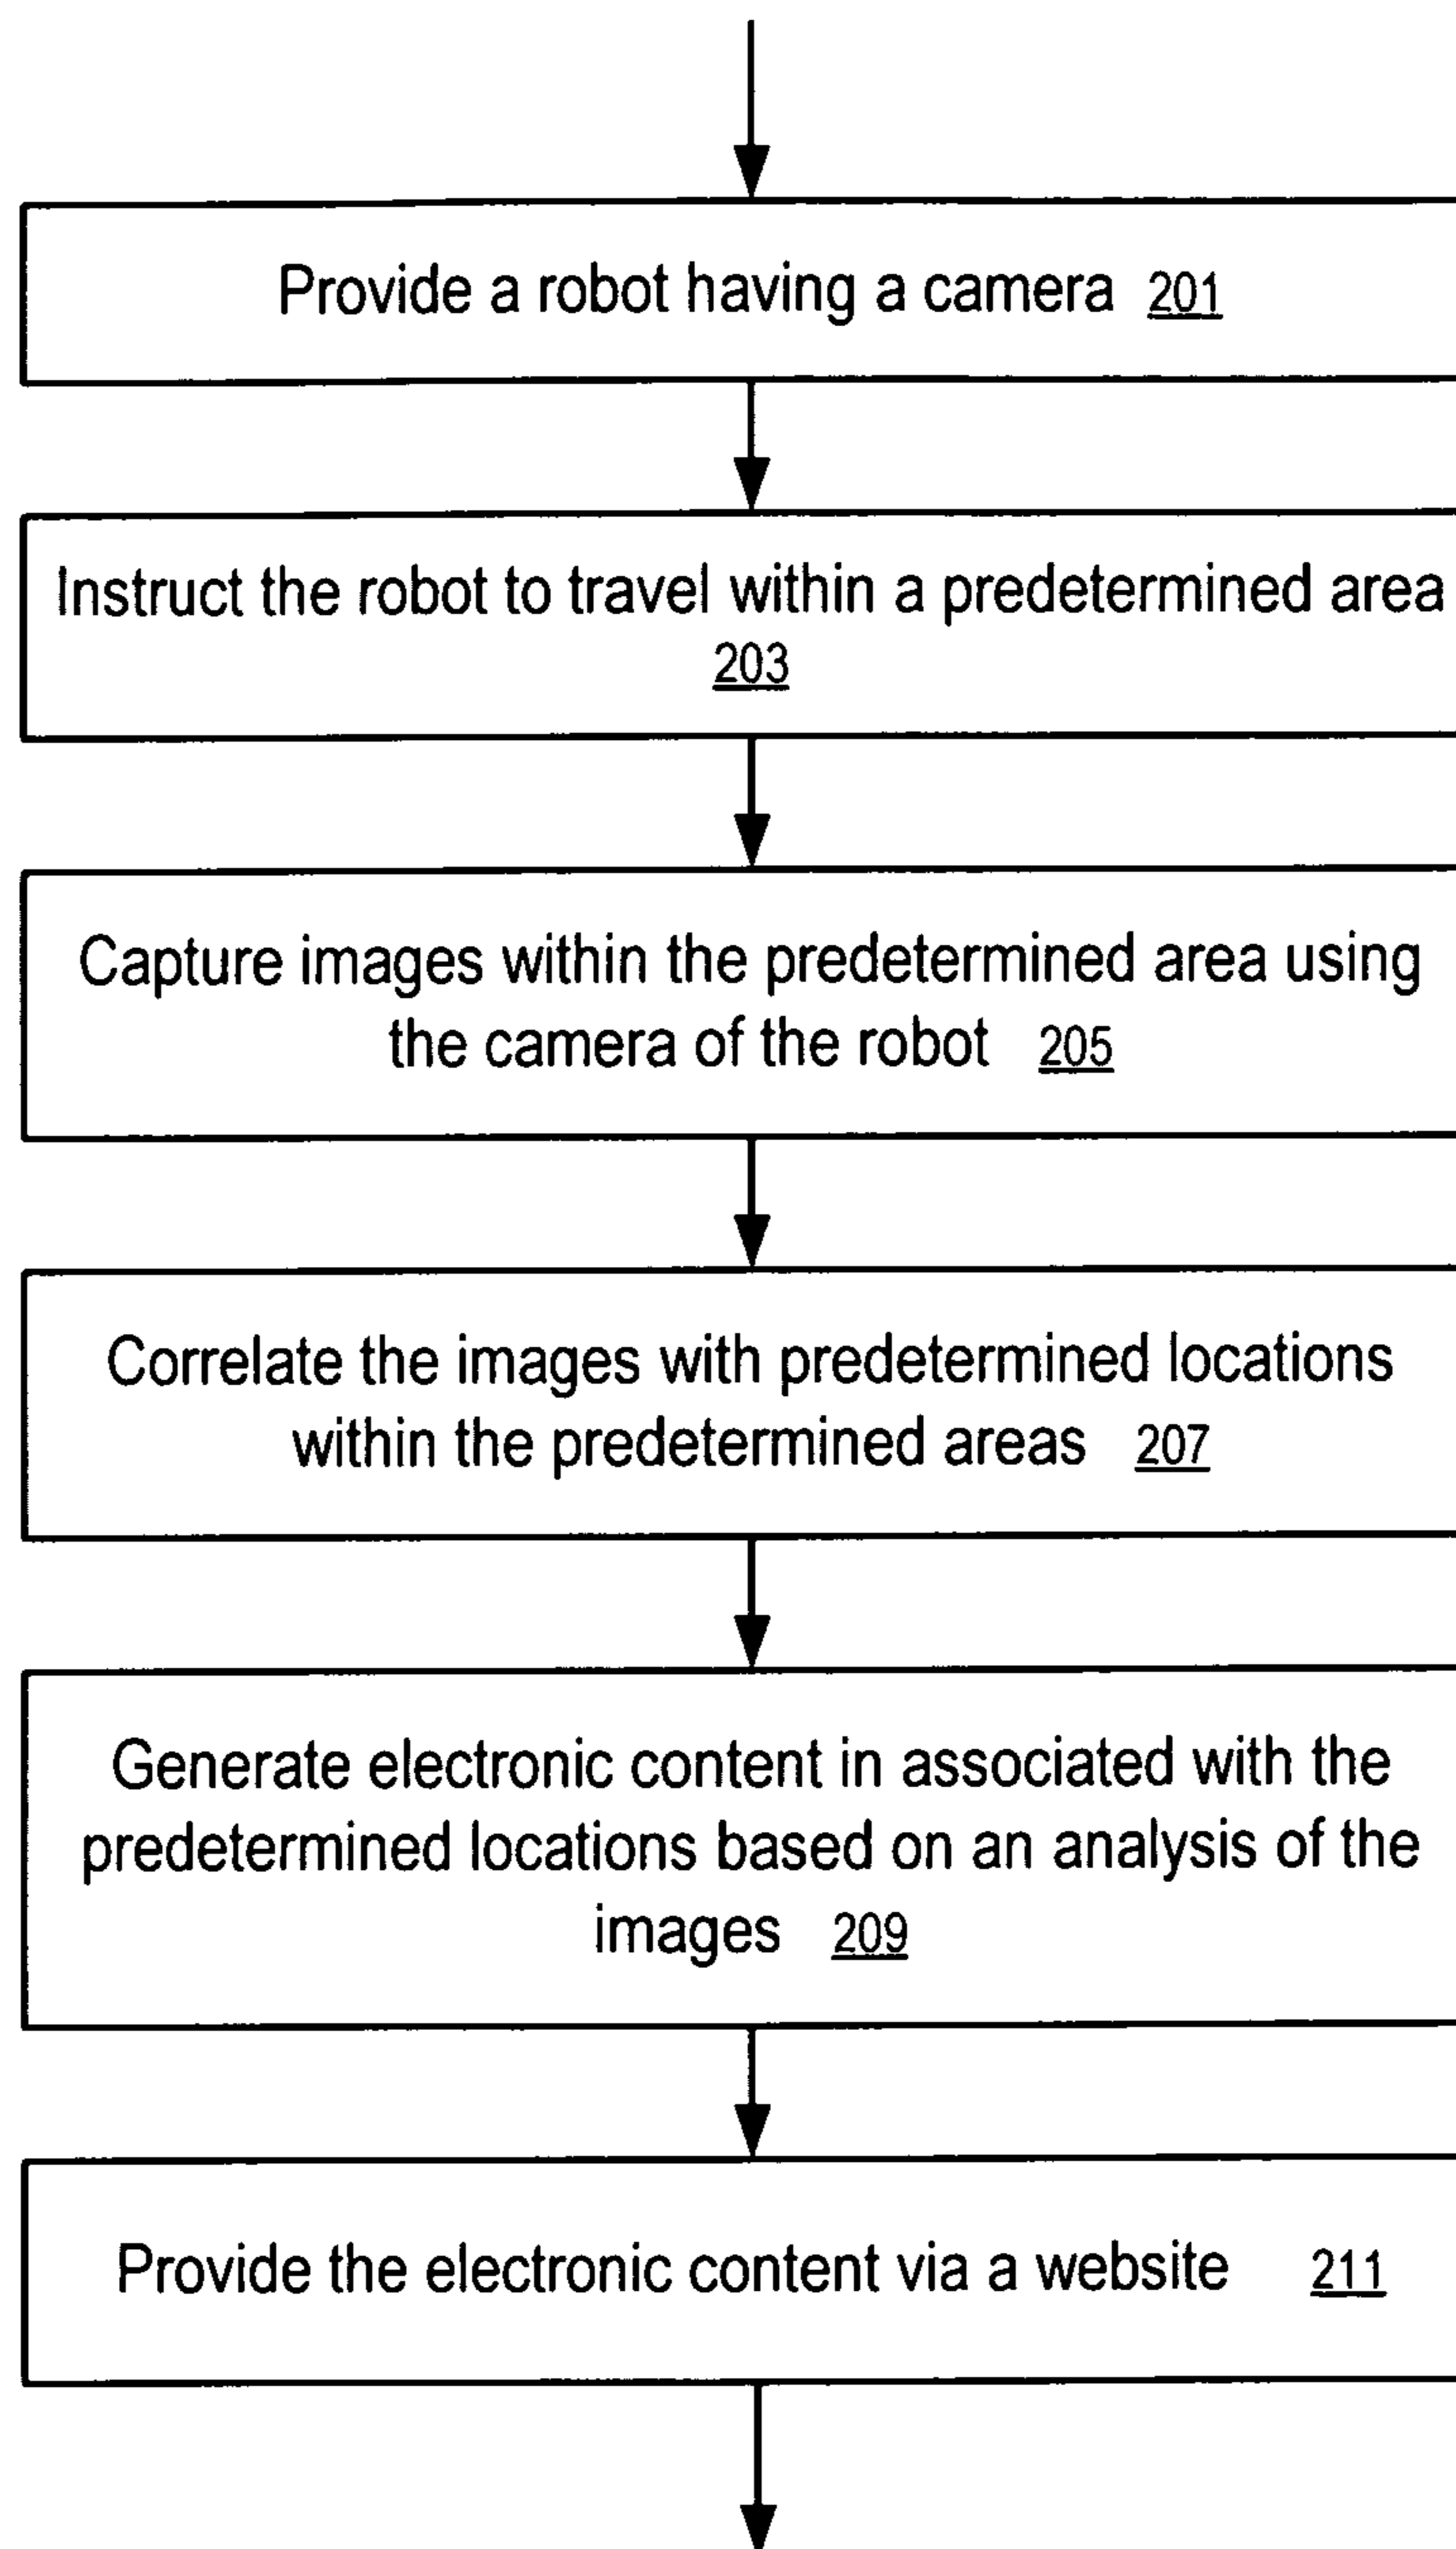 Provide a robot having a camera 201
Instruct the robot to travel within a predetermined area
203
Capture images within the predetermined area using
the camera of the robot 205
Correlate the images with predetermined locations
within the predetermined areas 207
Generate electronic content in associated with the
predetermined locations based on an analysis of the
images 209
Provide the electronic content via a website 211